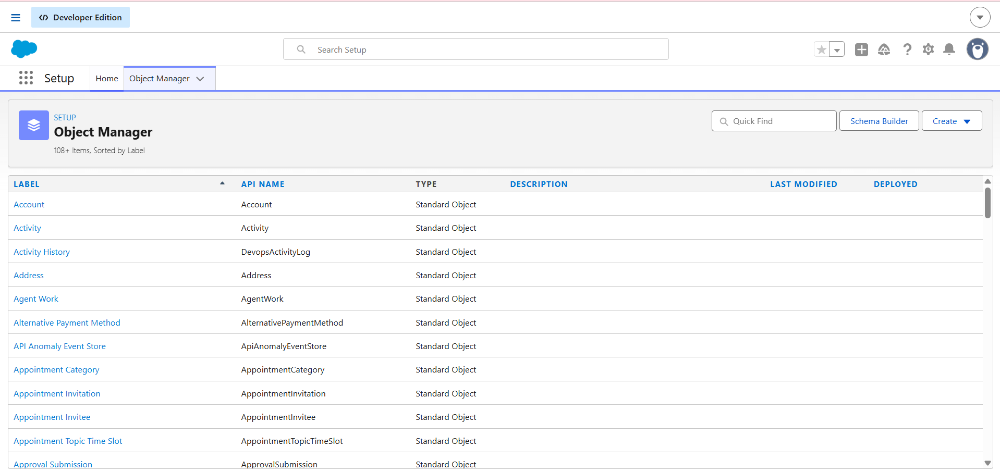 Developer Edition
Search Setup
Setup
Home
Object Manager
SETUP
Object Manager
108+ Items, Sorted by Label
Quick Find
Schema Builder
Create
LABEL API NAME TYPE DESCRIPTION LAST MODIFIED DEPLOYED
Account Account Standard Object
Activity Activity Standard Object
Activity History DevopsActivityLog Standard Object
Address Address Standard Object
Agent Work AgentWork Standard Object
Alternative Payment Method AlternativePaymentMethod Standard Object
API Anomaly Event Store ApiAnomalyEventStore Standard Object
Appointment Category AppointmentCategory Standard Object
Appointment Invitation AppointmentInvitation Standard Object
Appointment Invitee AppointmentInvitee Standard Object
Appointment Topic Time Slot AppointmentTopicTimeSlot Standard Object
Approval Submission ApprovalSubmission Standard Object